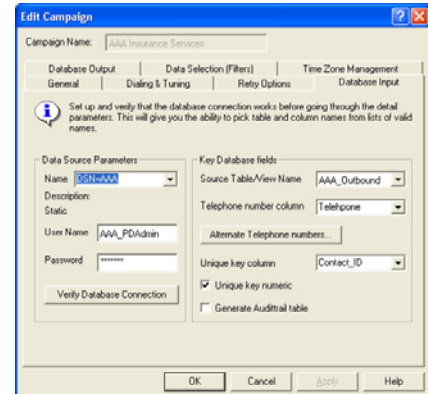 Edit Campaign
Campaign Name: AAA Insurance Services
Database Output Data Selection (Filters) Time Zone Management
General Dialing & Tuning Retry Options Database Input
Set up and verify that the database connection works before going through the detail
parameters. This will give you the ability to pick table and column names from lists of valid
names.
Data Source Parameters
Name DSN=AAA
Description:
Static
User Name AAA_PDAdmin
Password *******
Verify Database Connection
Key Database fields
Source Table/View Name AAA_Outbound
Telephone number column Telehpone
Alternate Telephone numbers...
Unique key column Contact_ID
Unique key numeric
Generate Audittrail table
OK Cancel Apply Help